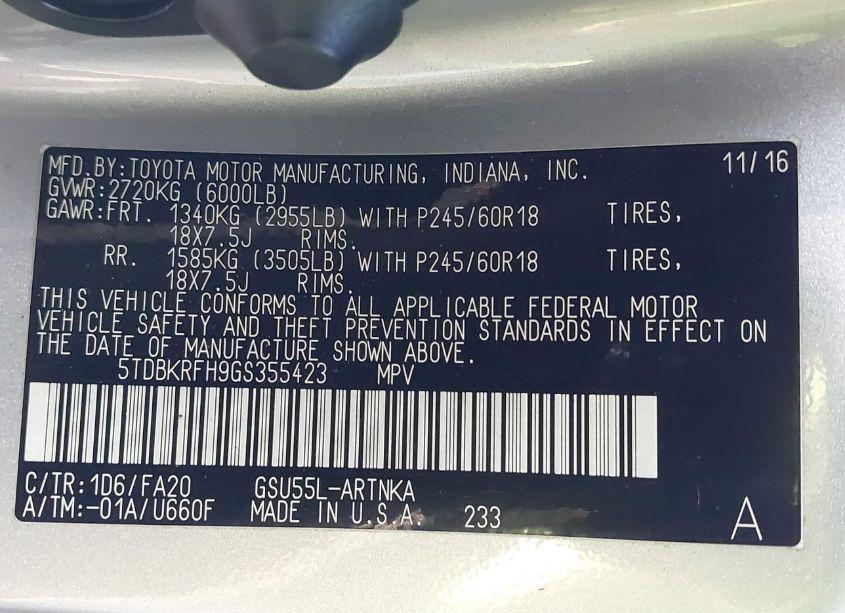 MFD.BY:TOYOTA MOTOR MANUFACTURING, INDIANA, INC. 11/16
GVWR:2720KG (6000LB)
GAWR:FRT. 1340KG (2955LB) WITH P245/60R18 TIRES,
18X7.5J RIMS.
RR. 1585KG (3505LB) WITH P245/60R18 TIRES,
18X7.5J RIMS.
THIS VEHICLE CONFORMS TO ALL APPLICABLE FEDERAL MOTOR
VEHICLE SAFETY AND THEFT PREVENTION STANDARDS IN EFFECT ON
THE DATE OF MANUFACTURE SHOWN ABOVE.
5TDBKRFH9GS355423 MPV
C/TR:1D6/FA20 GSU55L-ARTNKA
A/TM:-01A/U660F MADE IN U.S.A. 233 A